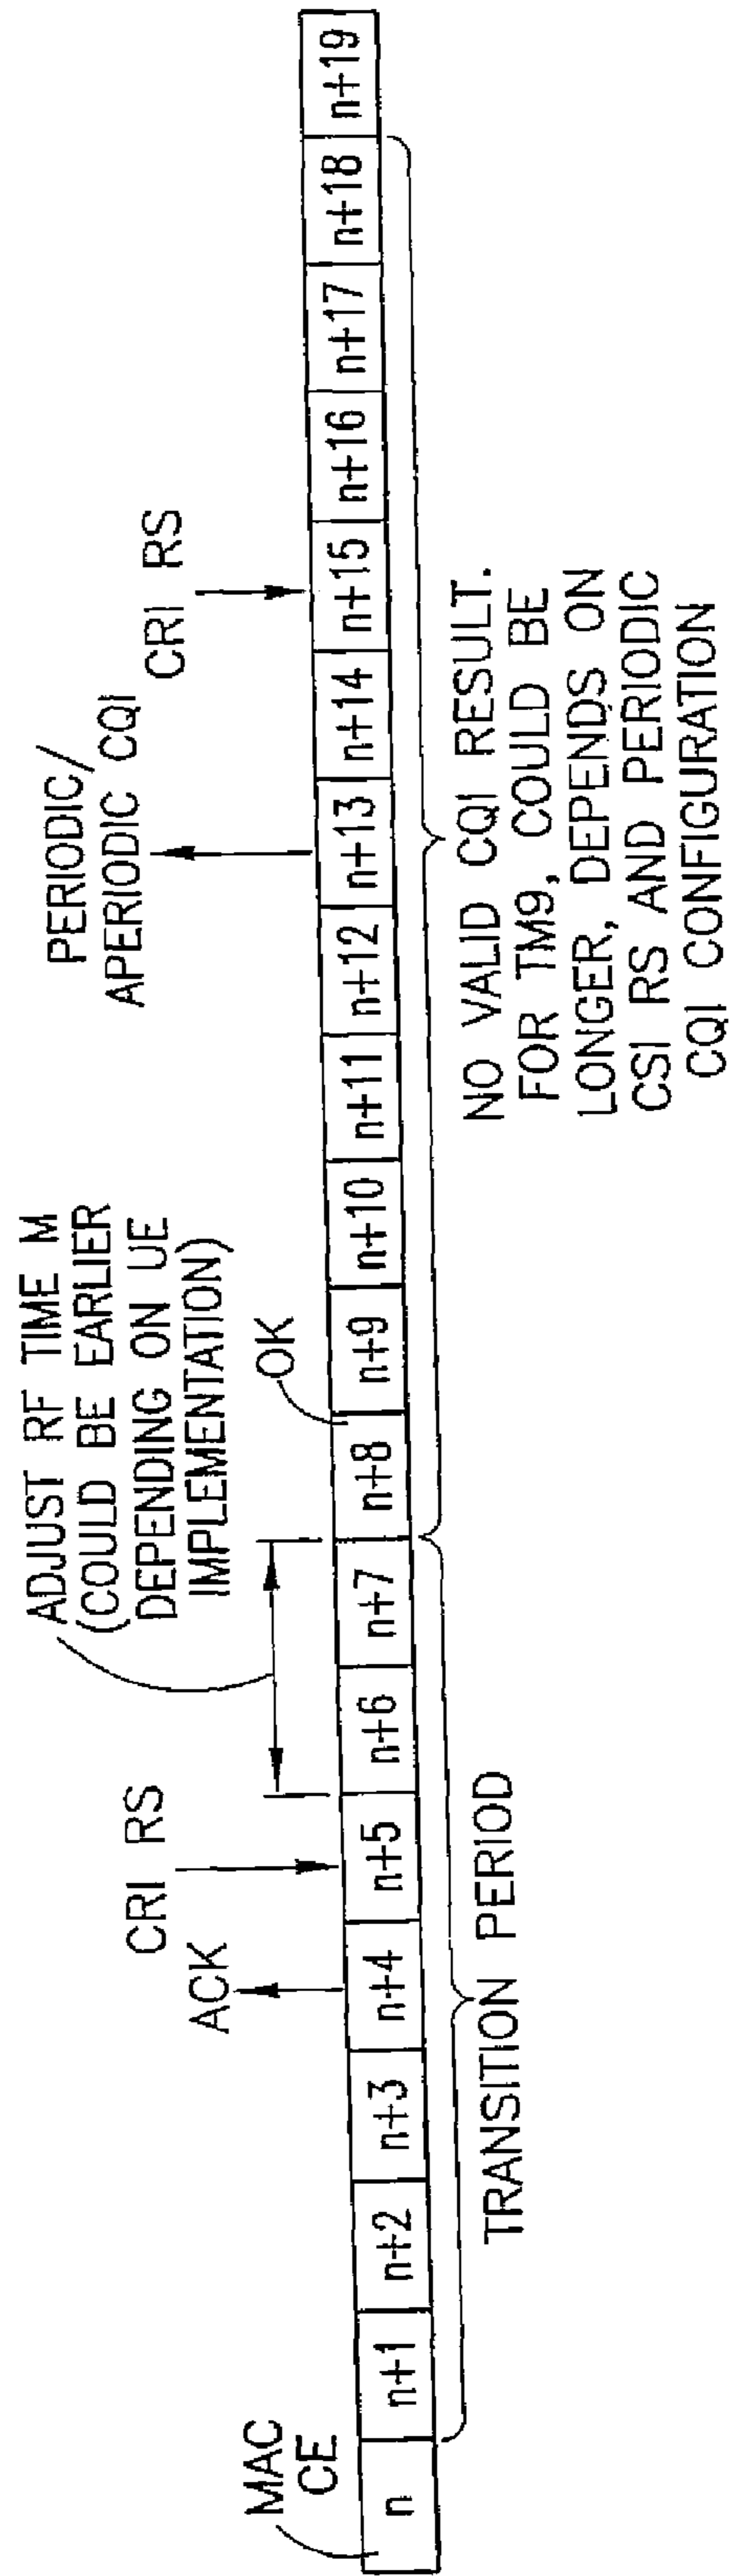 MAC
CE
n
n+1
n+2
n+3
n+4
n+5
n+6
n+7
n+8
n+9
n+10
n+11
n+12
n+13
n+14
n+15
n+16
n+17
n+18
n+19
ACK
CRI RS
ADJUST RF TIME M
(COULD BE EARLIER
DEPENDING ON UE
IMPLEMENTATION)
OK
PERIODIC/
APERIODIC CQI
CRI RS
TRANSITION PERIOD
NO VALID CQI RESULT.
FOR TM9, COULD BE
LONGER, DEPENDS ON
CSI RS AND PERIODIC
CQI CONFIGURATION